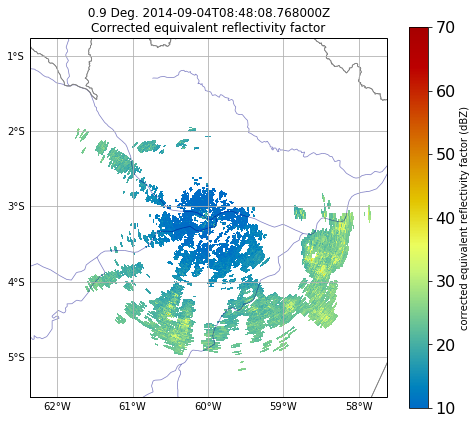 0.9 Deg. 2014-09-04T08:48:08.768000Z
Corrected equivalent reflectivity factor
1°S
2°S
3°S
4°S
5°S
62°W
61°W
60°W
59°W
58°W
70
60
50
40
30
20
10
corrected equivalent reflectivity factor (dBZ)